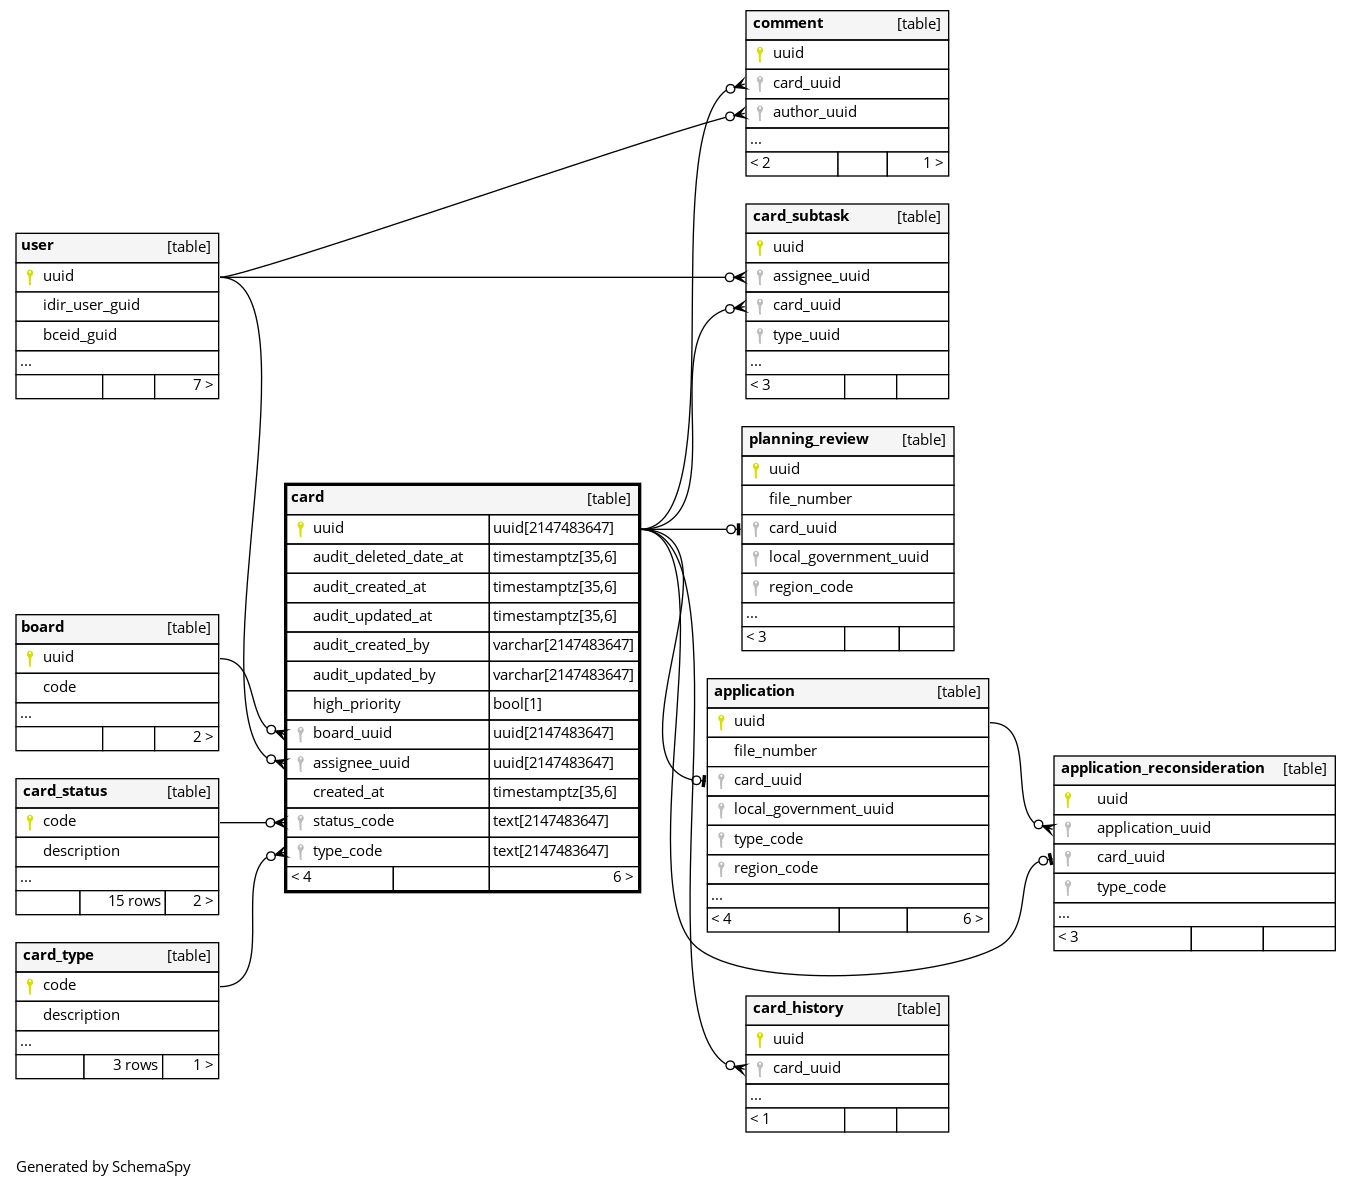 comment [table]
uuid
card_uuid
author_uuid
...
< 2 1 >
card_subtask [table]
uuid
assignee_uuid
card_uuid
type_uuid
...
< 3
user [table]
uuid
idir_user_guid
bceid_guid
...
7 >
planning_review [table]
uuid
file_number
card_uuid
local_government_uuid
region_code
...
< 3
card [table]
uuid uuid[2147483647]
audit_deleted_date_at timestamptz[35,6]
audit_created_at timestamptz[35,6]
audit_updated_at timestamptz[35,6]
audit_created_by varchar[2147483647]
audit_updated_by varchar[2147483647]
high_priority bool[1]
board_uuid uuid[2147483647]
assignee_uuid uuid[2147483647]
created_at timestamptz[35,6]
status_code text[2147483647]
type_code text[2147483647]
< 4 6 >
board [table]
uuid
code
...
2 >
card_status [table]
code
description
...
15 rows 2 >
card_type [table]
code
description
...
3 rows 1 >
application [table]
uuid
file_number
card_uuid
local_government_uuid
type_code
region_code
...
< 4 6 >
application_reconsideration [table]
uuid
application_uuid
card_uuid
type_code
...
< 3
card_history [table]
uuid
card_uuid
...
< 1
Generated by SchemaSpy